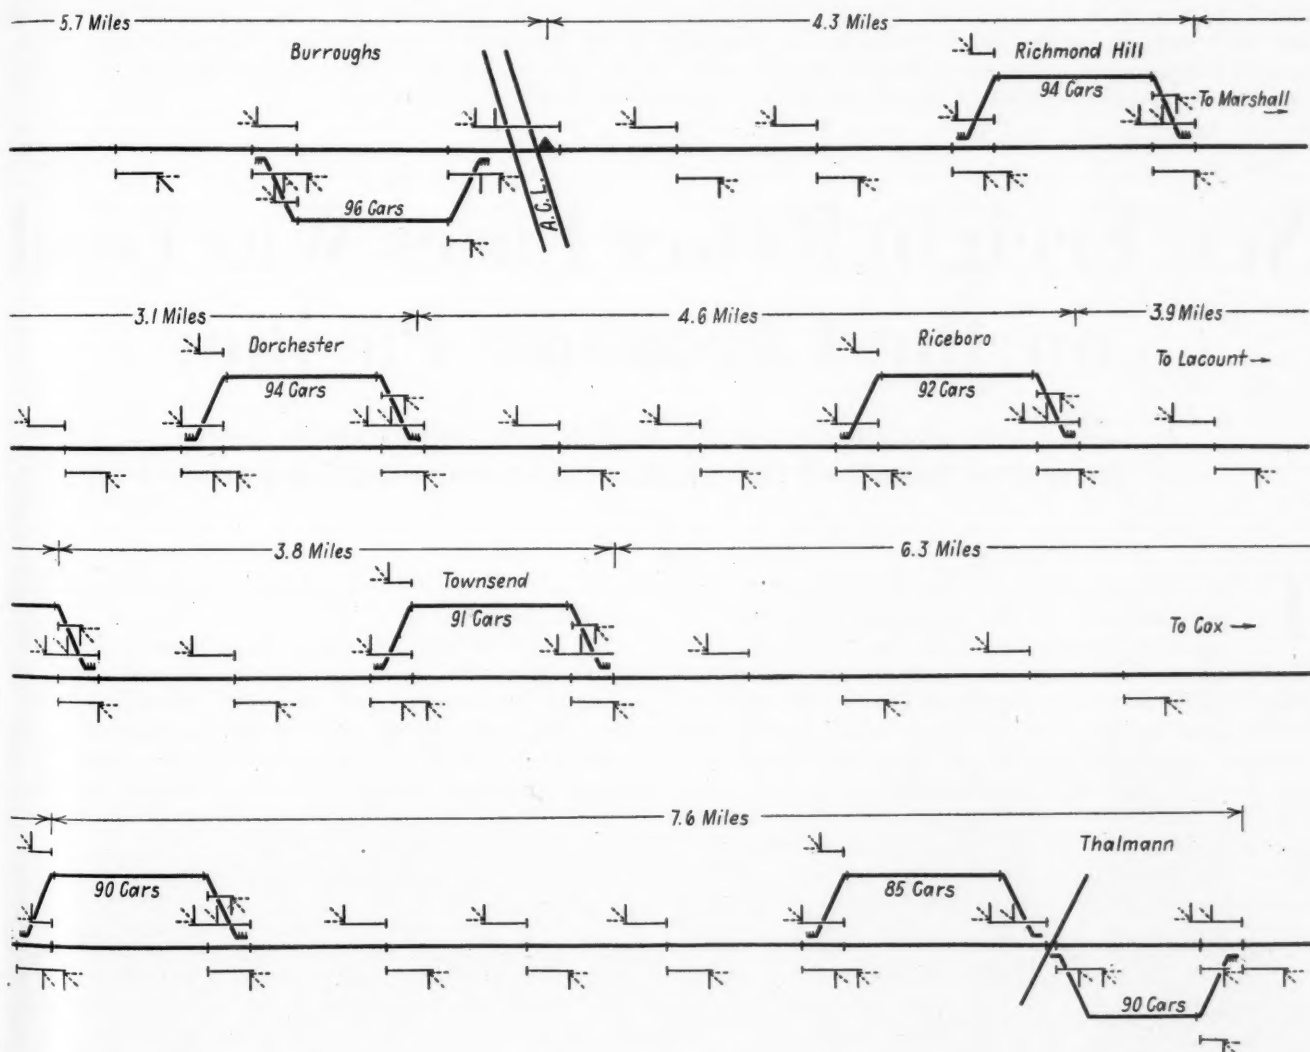 5.7 Miles
4.3 Miles
Burroughs
Richmond Hill
94 Cars
To Marshall
96 Cars
A.C.L.
3.1 Miles
4.6 Miles
3.9 Miles
Dorchester
Riceboro
To Lacount
94 Cars
92 Cars
3.8 Miles
6.3 Miles
Townsend
91 Cars
To Cox
7.6 Miles
Thalmann
90 Cars
85 Cars
90 Cars